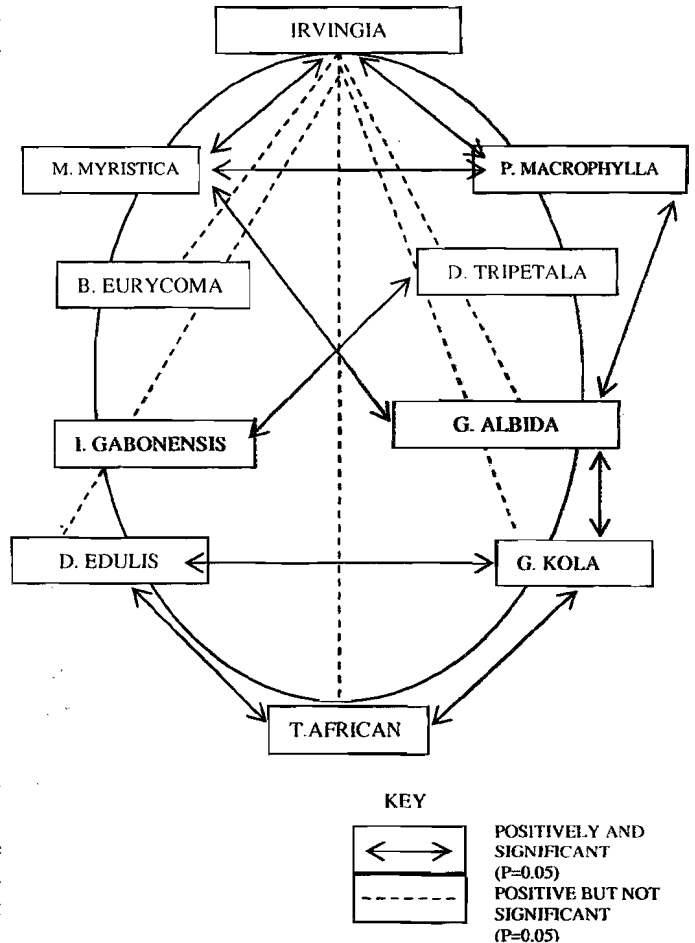 IRVINGIA
M. MYRISTICA
P. MACROPHYLLA
B. EURYCOMA
D. TRIPETALA
I. GABONENSIS
G. ALBIDA
D. EDULIS
G. KOLA
T.AFRICAN
KEY
POSITIVELY AND
SIGNIFICANT
(P=0.05)
POSITIVE BUT NOT
SIGNIFICANT
(P=0.05)